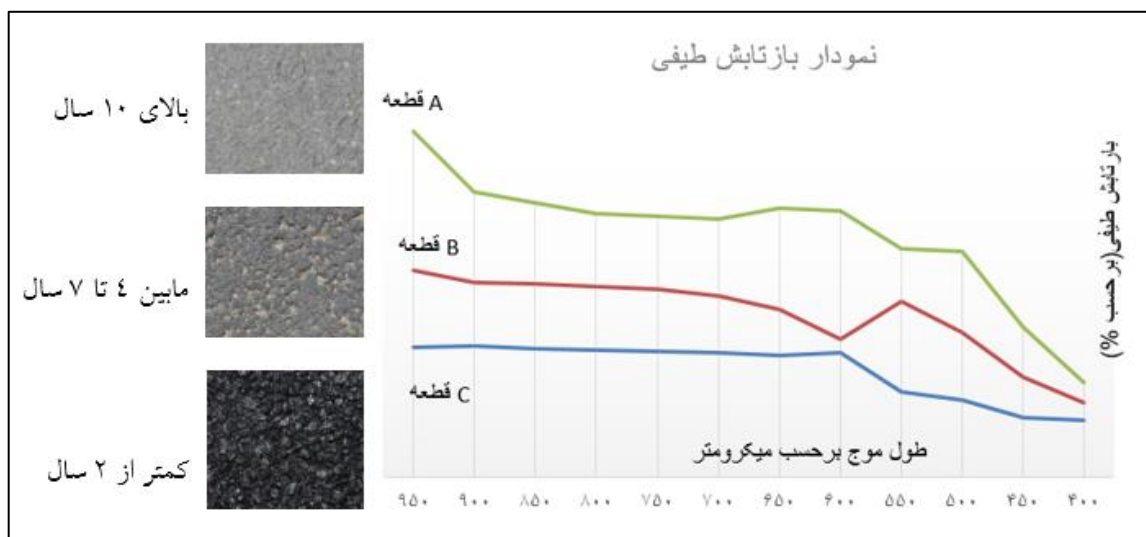 نمودار بازتابش طیفی
قطعه A
قطعه B
قطعه C
بازتابش طیفی(بر حسب %)
طول موج برحسب میکرومتر
۹۵۰ ۹۰۰ ۸۵۰ ۸۰۰ ۷۵۰ ۷۰۰ ۶۵۰ ۶۰۰ ۵۵۰ ۵۰۰ ۴۵۰ ۴۰۰
بالای ۱۰ سال
مابین ٤ تا ۷ سال
کمتر از ۲ سال